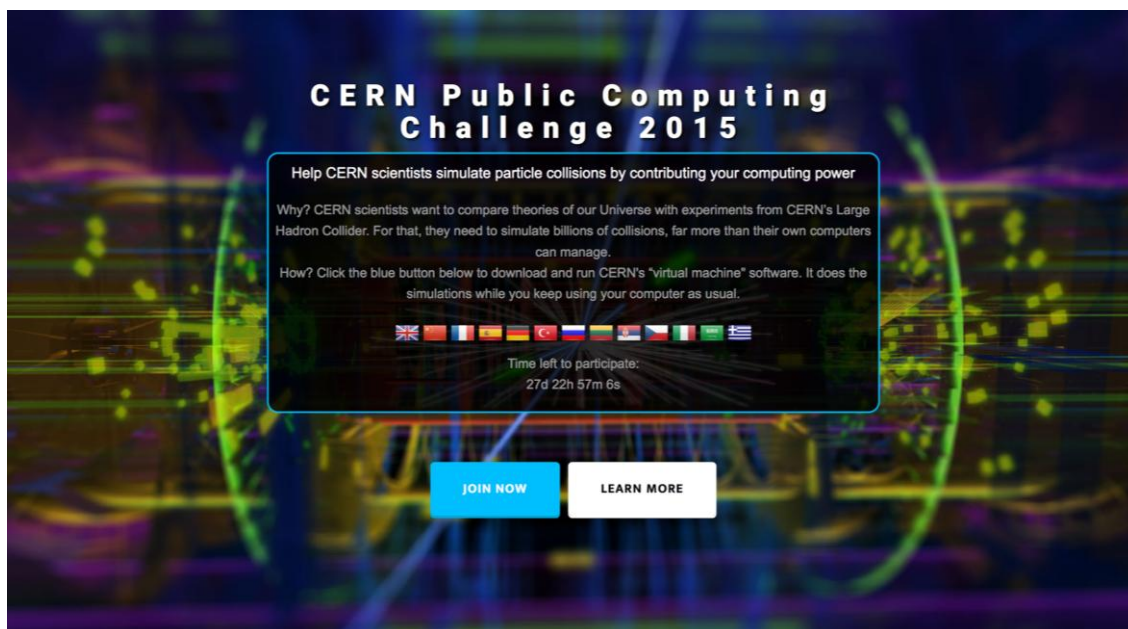 CERN Public Computing
Challenge 2015
Help CERN scientists simulate particle collisions by contributing your computing power
Why? CERN scientists want to compare theories of our Universe with experiments from CERN's Large
Hadron Collider. For that, they need to simulate billions of collisions, far more than their own computers
can manage.
How? Click the blue button below to download and run CERN's "virtual machine" software. It does the
simulations while you keep using your computer as usual.
Time left to participate:
27d 22h 57m 6s
JOIN NOW
LEARN MORE